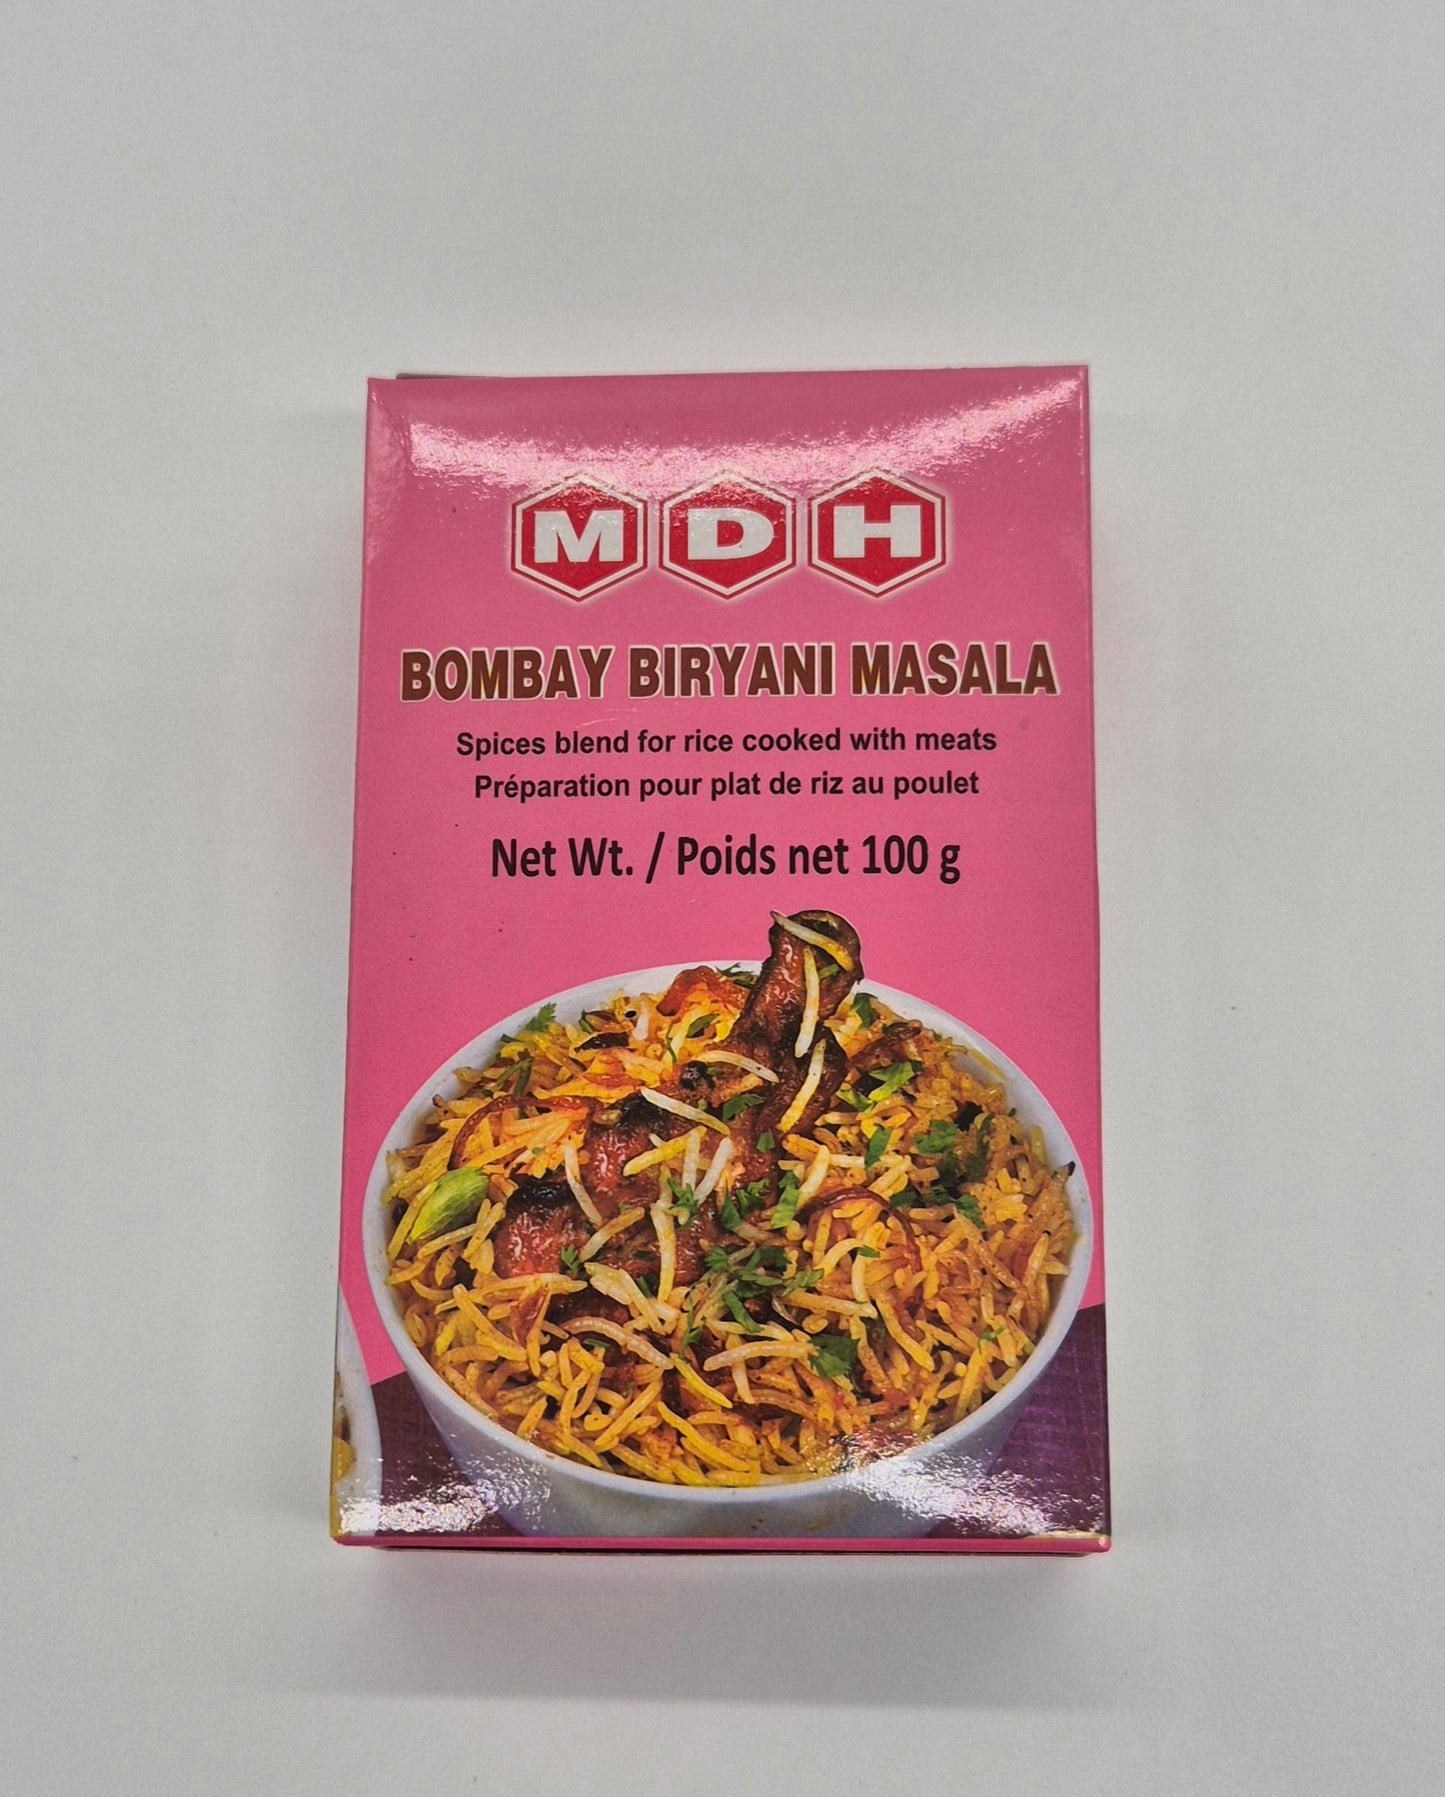 MDH
BOMBAY BIRYANI MASALA
Spices blend for rice cooked with meats
Préparation pour plat de riz au poulet
Net Wt. / Poids net 100 g